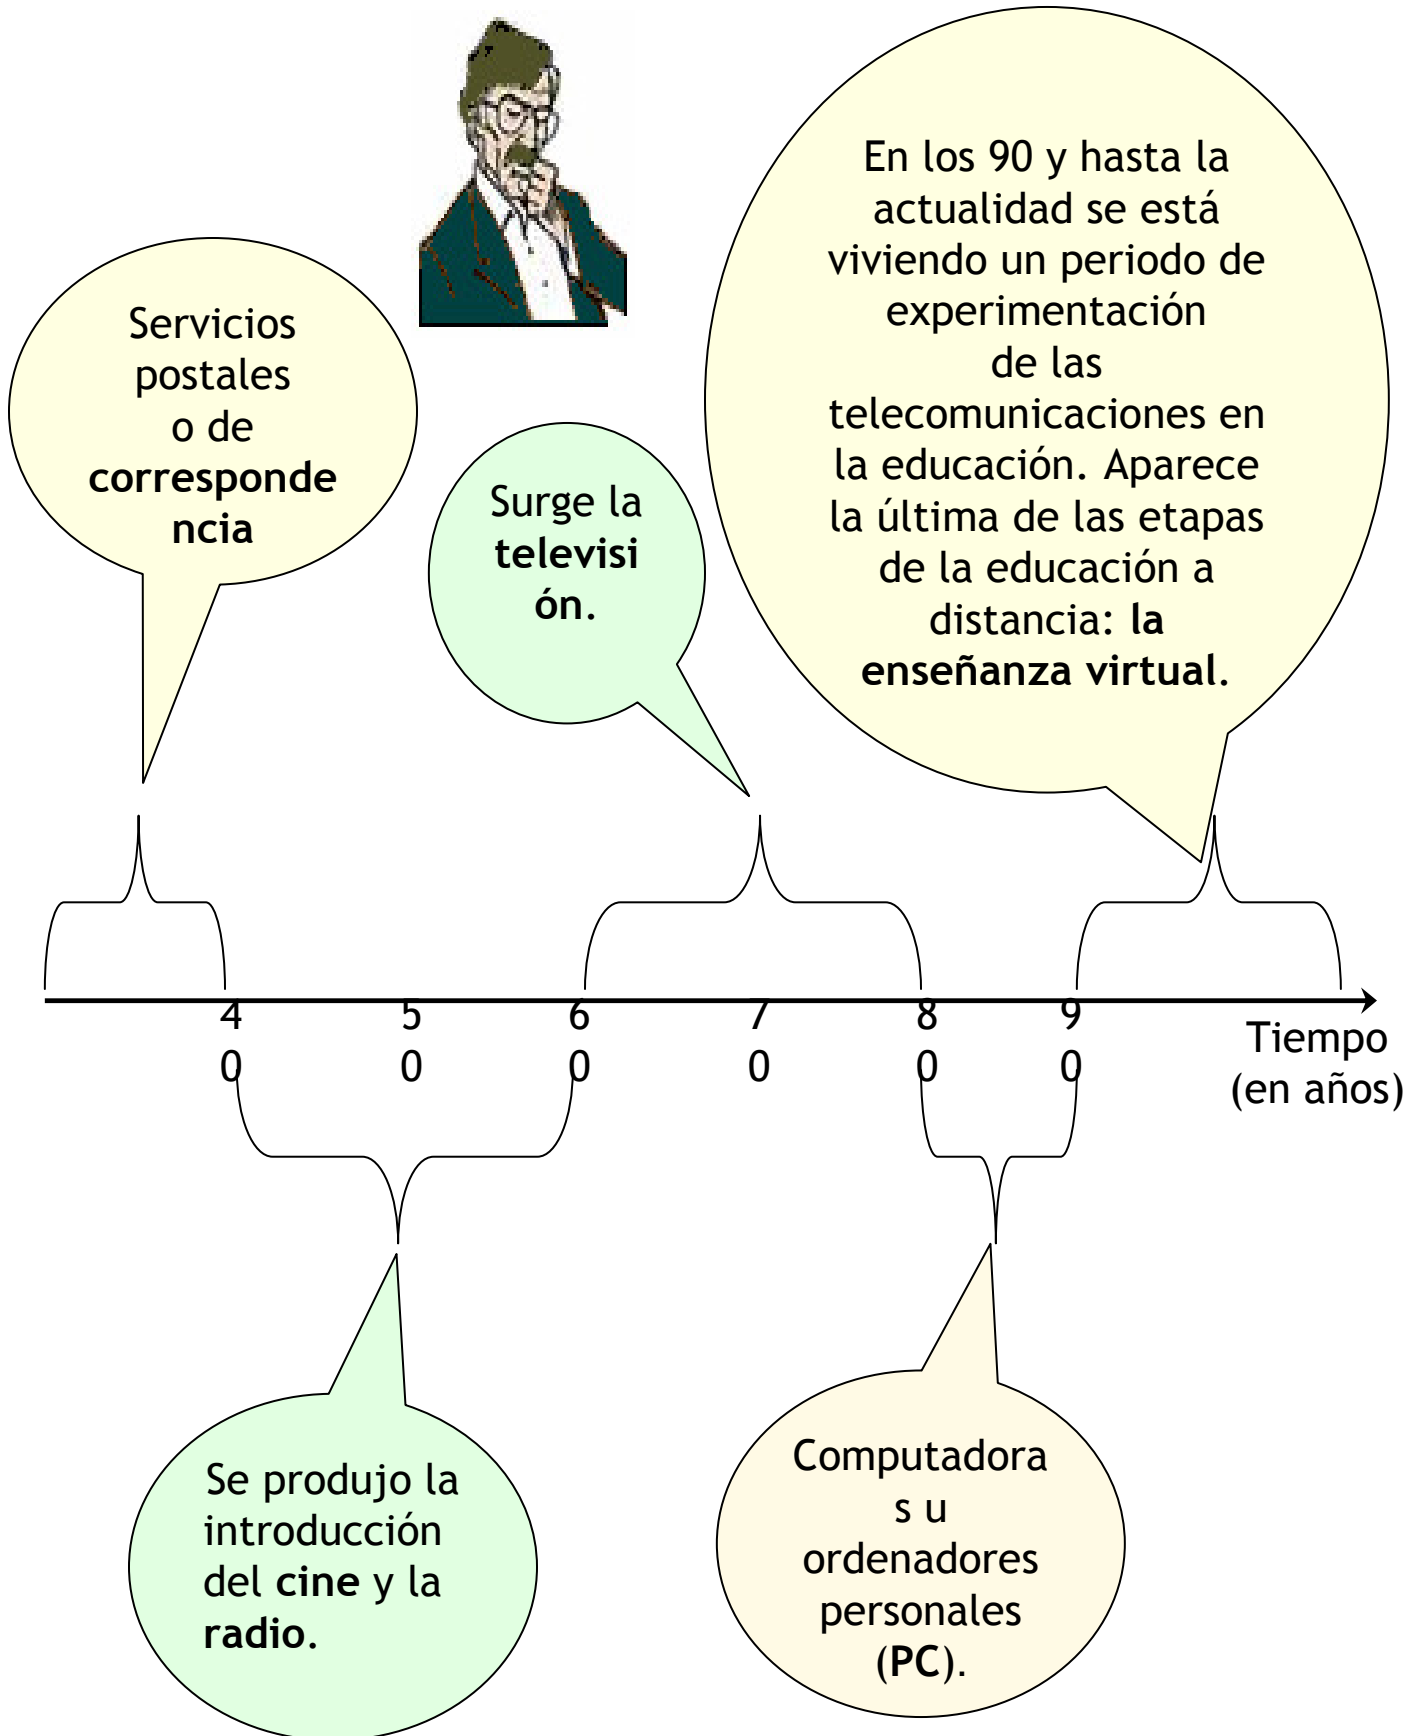 Servicios
postales
o de
corresponde
ncia
Surge la
televisi
ón.
En los 90 y hasta la
actualidad se está
viviendo un periodo de
experimentación
de las
telecomunicaciones en
la educación. Aparece
la última de las etapas
de la educación a
distancia: la
enseñanza virtual.
4
0
5
0
6
0
7
0
8
0
9
0
Tiempo
(en años)
Se produjo la
introducción
del cine y la
radio.
Computadora
s u
ordenadores
personales
(PC).